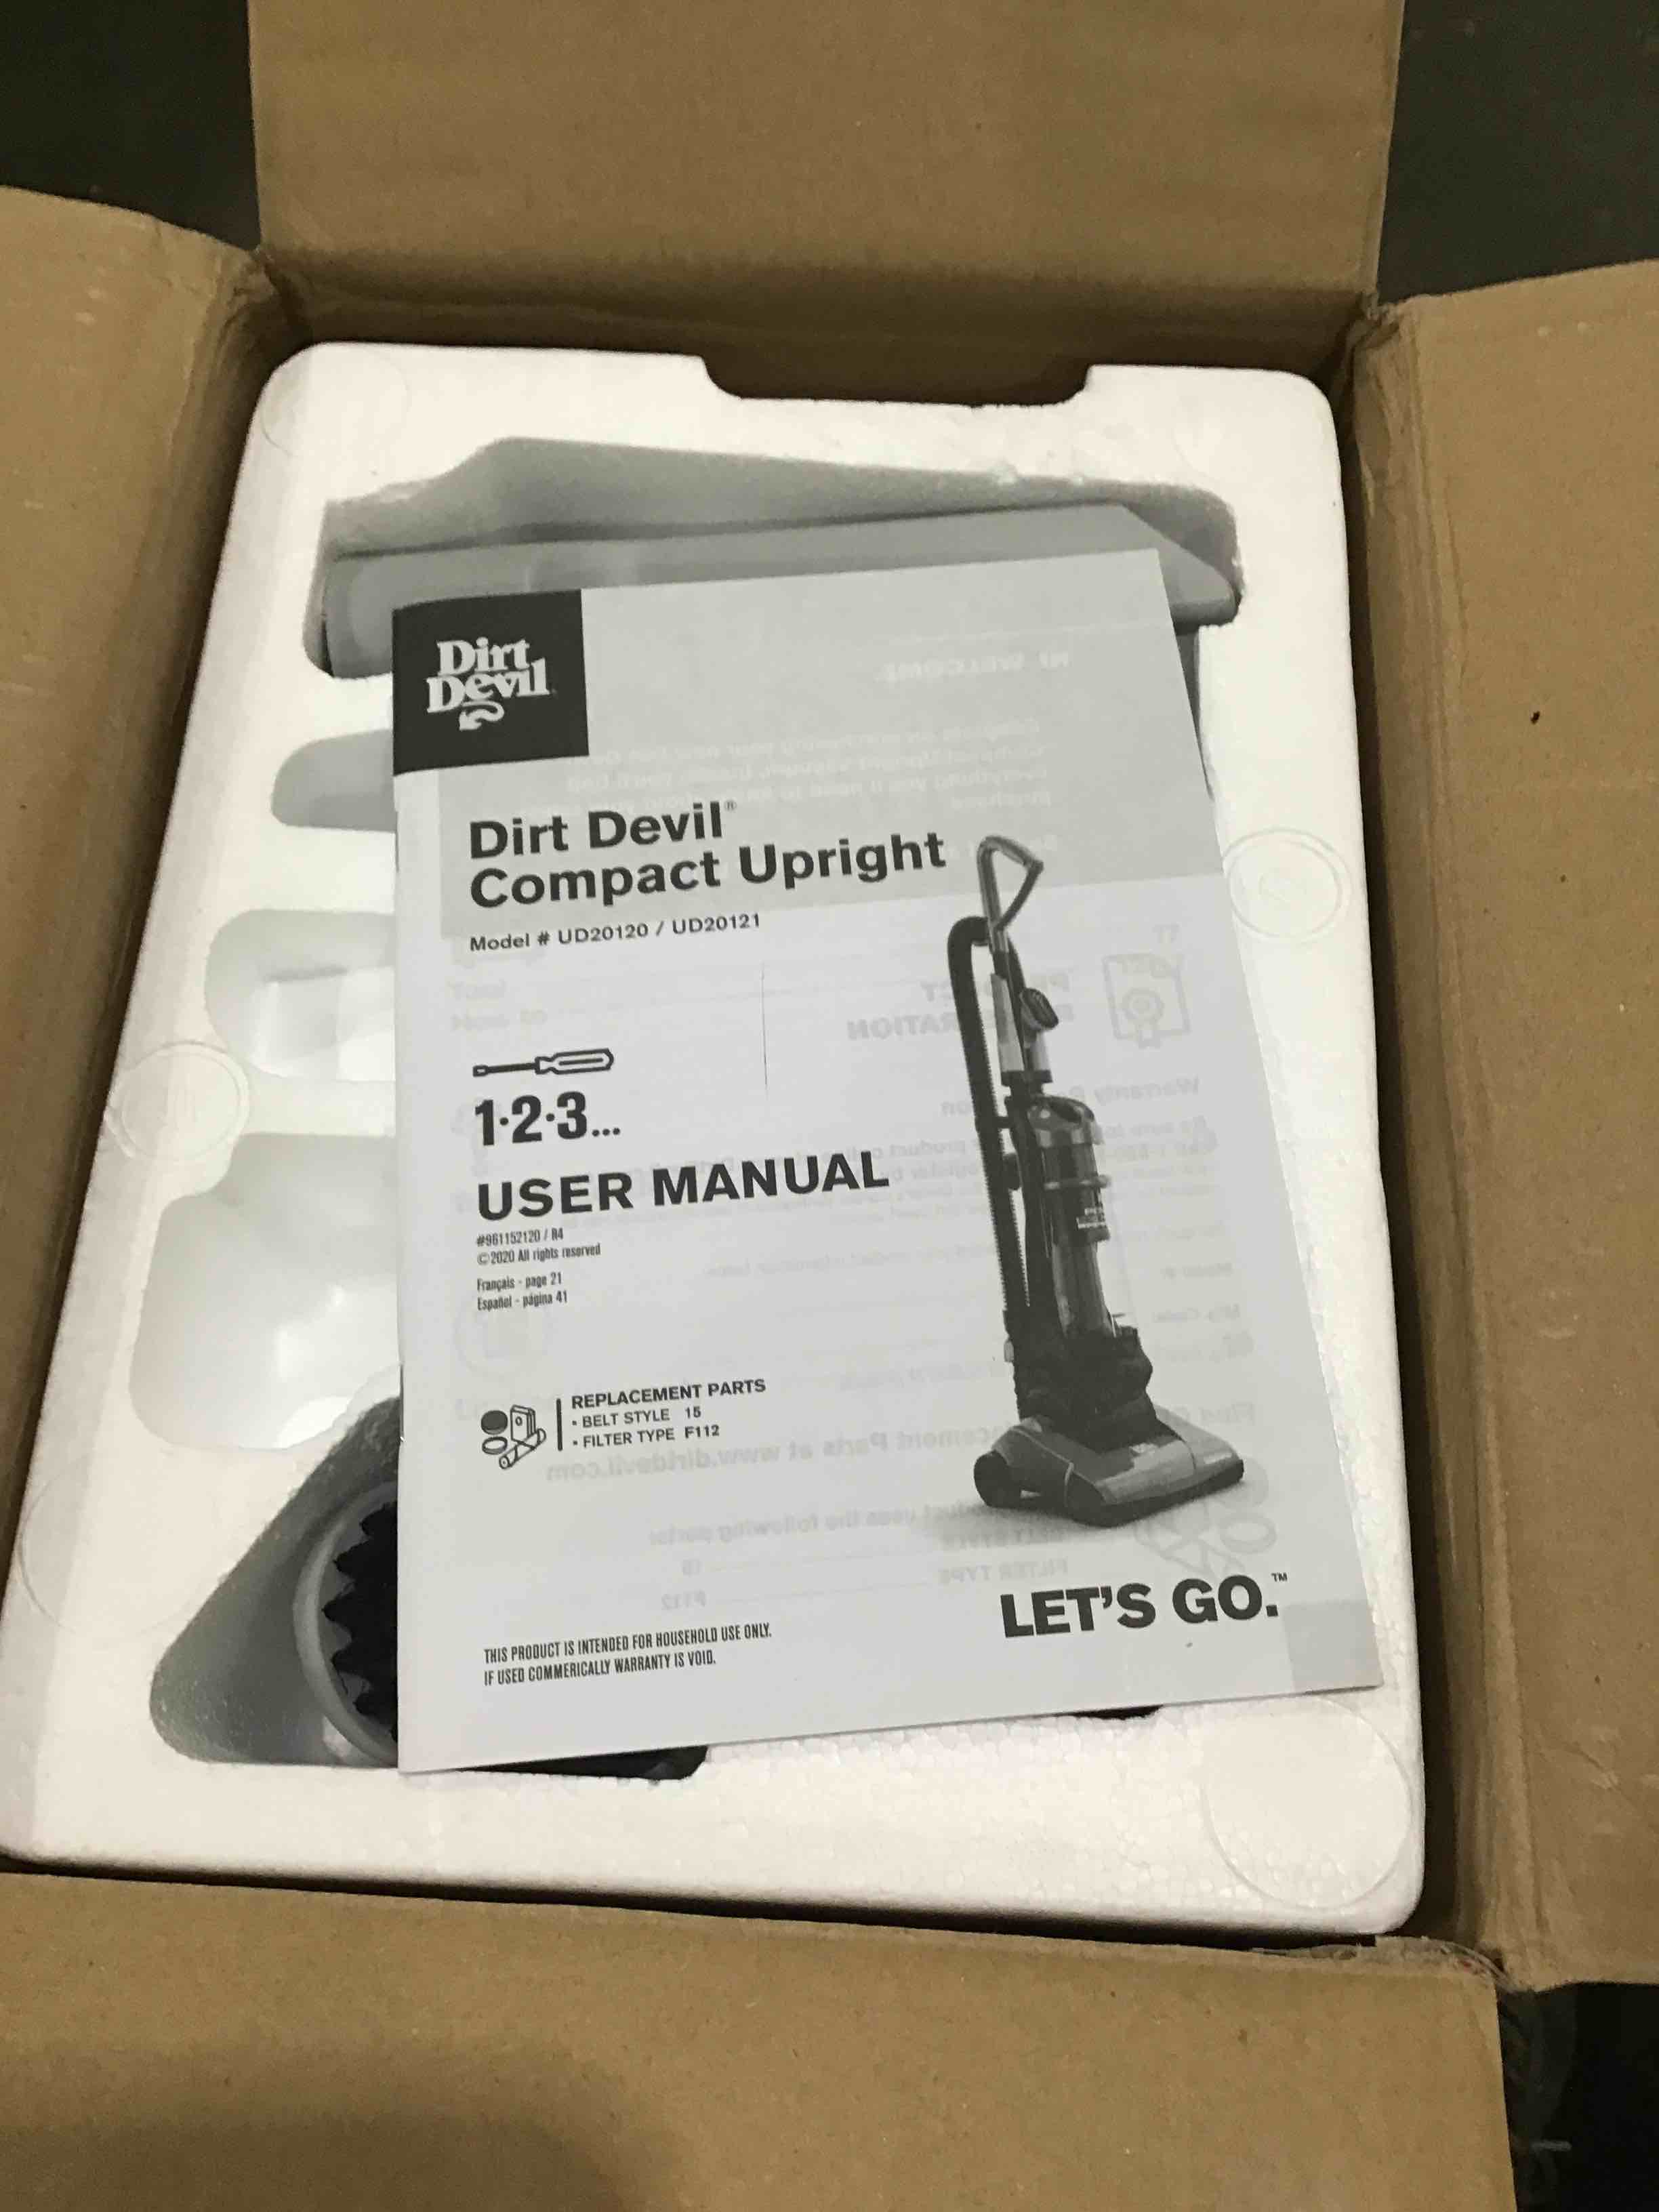 Dirt
Devil
Dirt Devil®
Compact Upright
Model # UD20120 / UD20121
1·2·3...
USER MANUAL
#961152120 / R4
©2020 All rights reserved
Français - page 21
Español - página 41
REPLACEMENT PARTS
• BELT STYLE 15
• FILTER TYPE F112
THIS PRODUCT IS INTENDED FOR HOUSEHOLD USE ONLY.
IF USED COMMERICALLY WARRANTY IS VOID.
LET'S GO.™